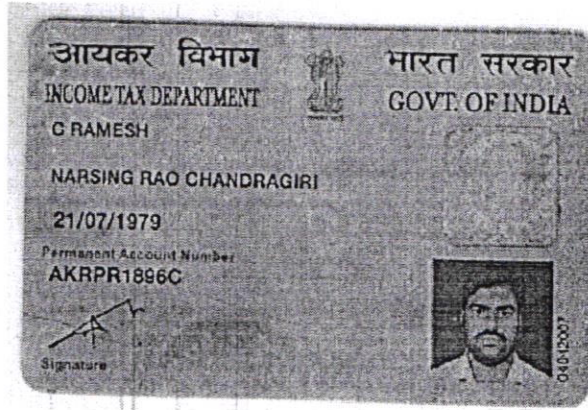 आयकर विभाग भारत सरकार
INCOME TAX DEPARTMENT GOVT. OF INDIA
C RAMESH
NARSING RAO CHANDRAGIRI
21/07/1979
Permanent Account Number
AKRPR1896C
Signature
04012007